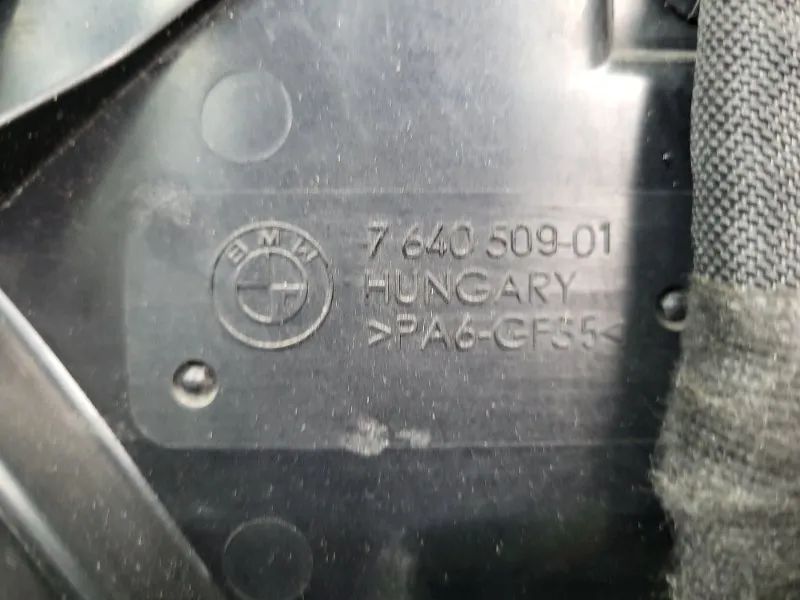 BMW
7 640 509-01
HUNGARY
>PA6-GF35<